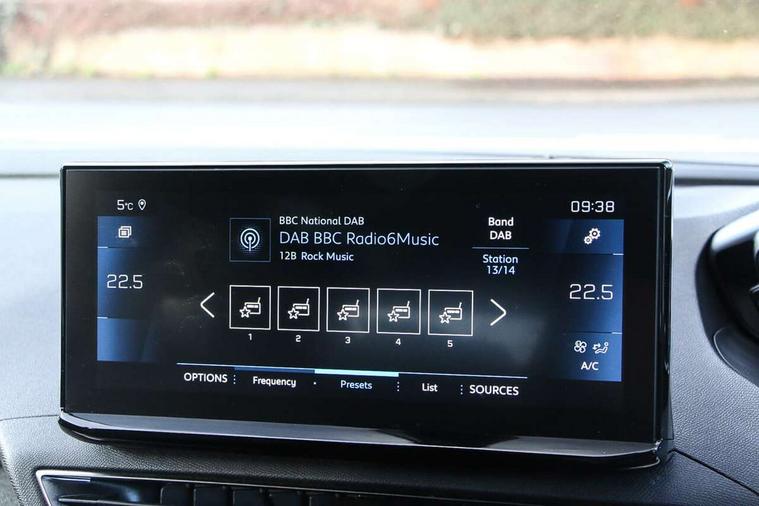 5°C
09:38
BBC National DAB
DAB BBC Radio6Music
12B Rock Music
Band
DAB
Station
13/14
22.5
22.5
1 2 3 4 5
A/C
OPTIONS Frequency Presets List SOURCES